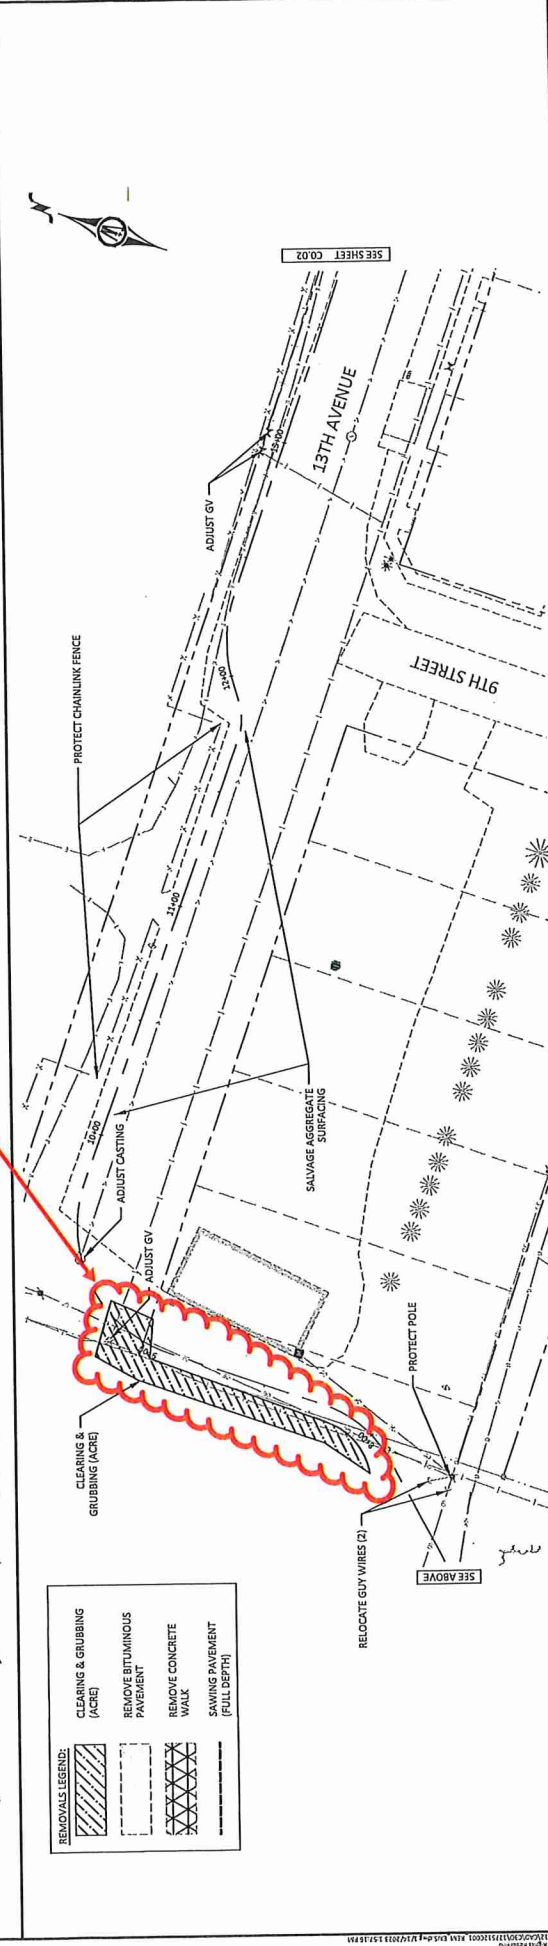 SEE SHEET C0.02
13TH AVENUE
ADJUST GV
13+00
PROTECT CHAINLINK FENCE
12+00
9TH STREET
11+00
SALVAGE AGGREGATE
SURFACING
10+00
ADJUST CASTING
ADJUST GV
CLEARING &
GRUBBING (ACRE)
PROTECT POLE
RELOCATE GUY WIRES (2)
SEE ABOVE
REMOVALS LEGEND:
CLEARING & GRUBBING
(ACRE)
REMOVE BITUMINOUS
PAVEMENT
REMOVE CONCRETE
WALK
SAWING PAVEMENT
(FULL DEPTH)